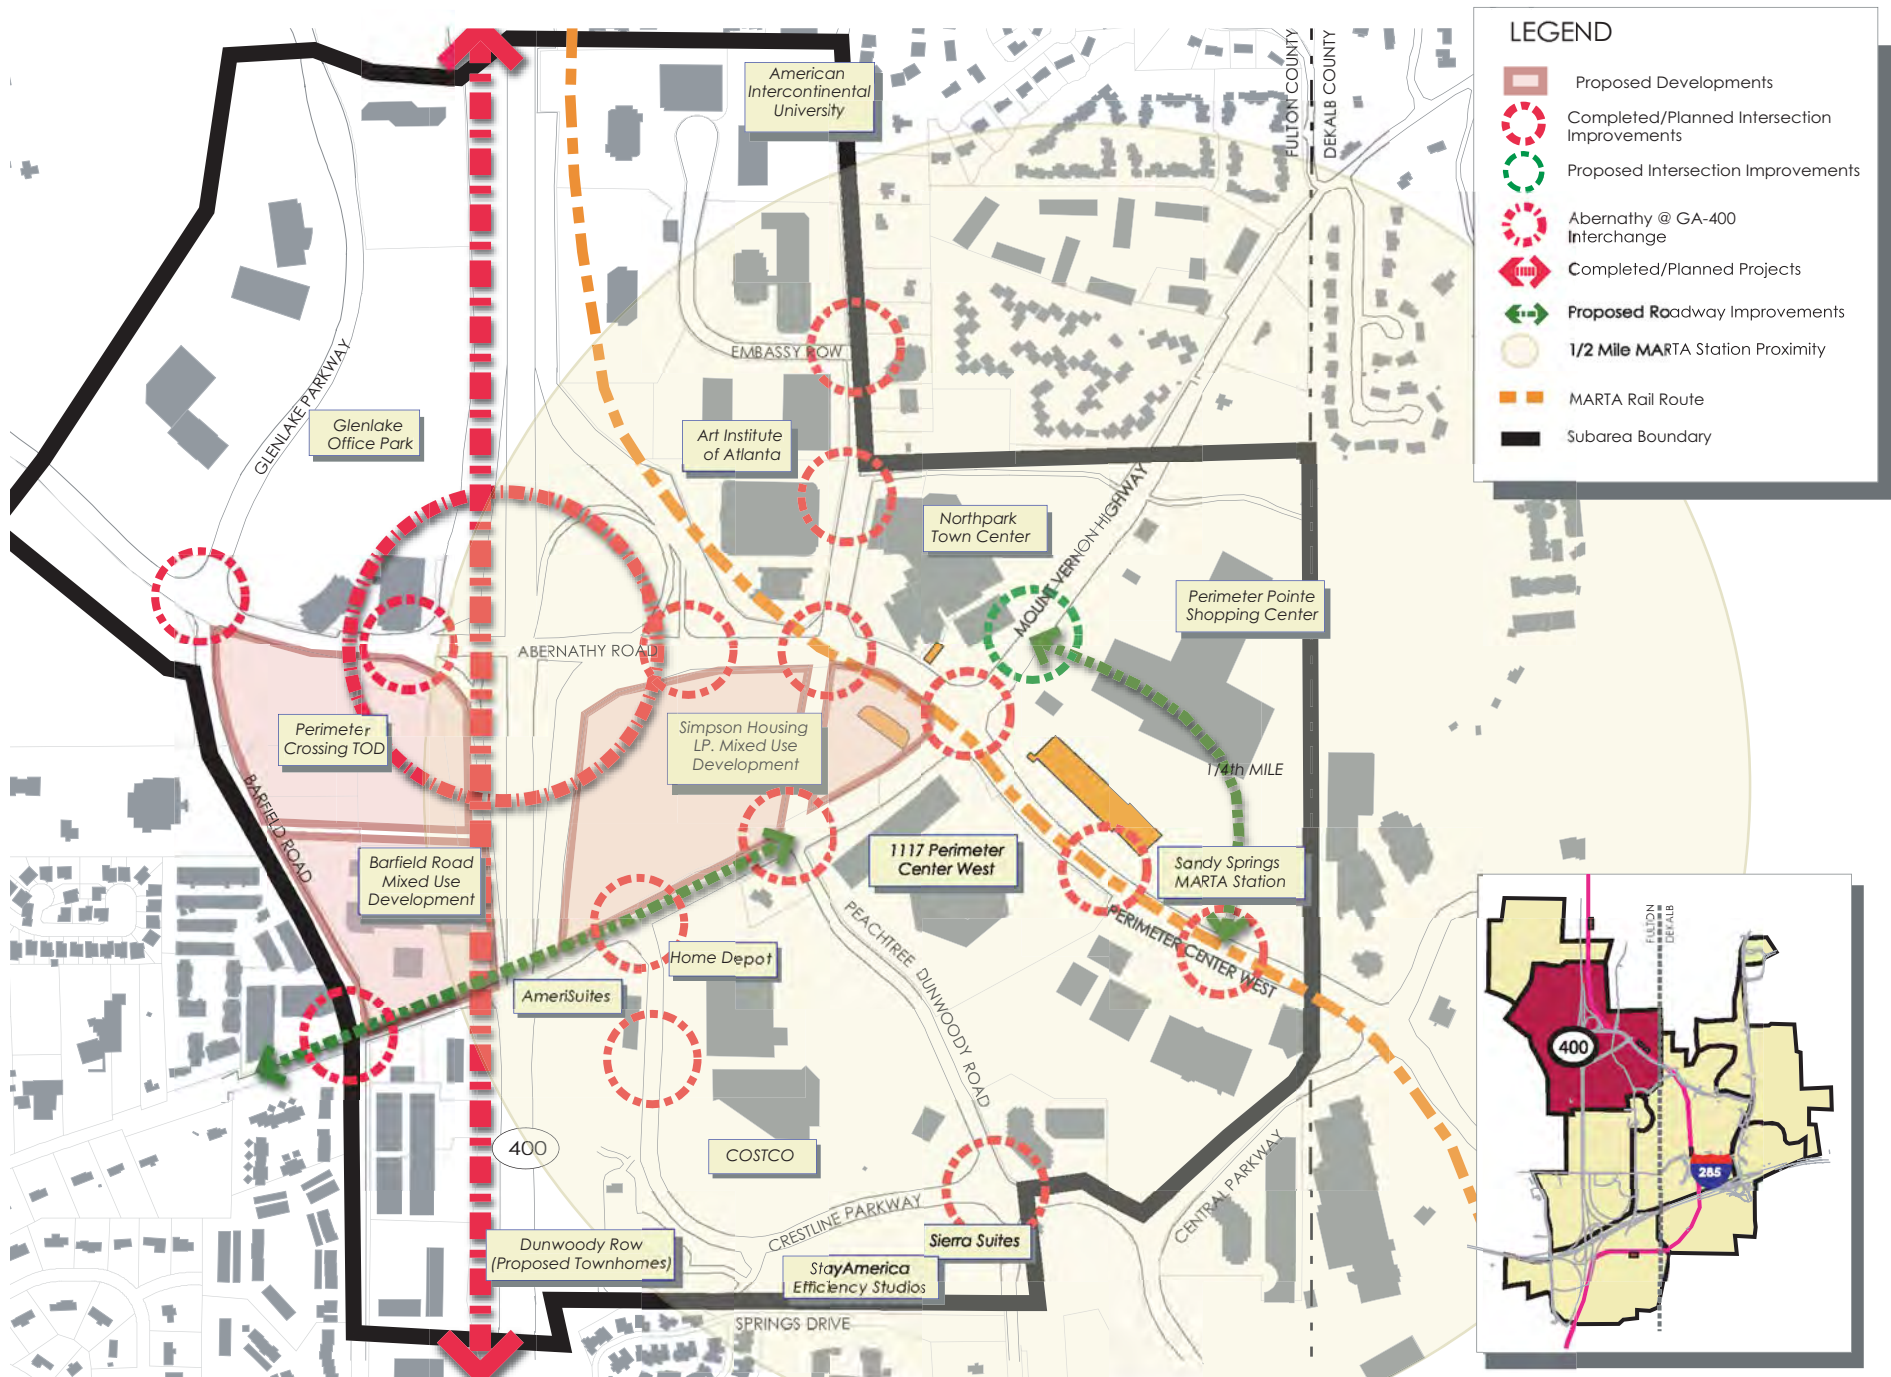 LEGEND
Proposed Developments
Completed/Planned Intersection
Improvements
Proposed Intersection Improvements
Abernathy @ GA-400
Interchange
Completed/Planned Projects
Proposed Roadway Improvements
1/2 Mile MARTA Station Proximity
MARTA Rail Route
Subarea Boundary
FULTON COUNTY
DEKALB COUNTY
American
Intercontinental
University
EMBASSY ROW
GLENLAKE PARKWAY
Glenlake
Office Park
Art Institute
of Atlanta
Northpark
Town Center
MOUNT VERNON HIGHWAY
Perimeter Pointe
Shopping Center
ABERNATHY ROAD
Perimeter
Crossing TOD
Simpson Housing
LP. Mixed Use
Development
1/4th MILE
BARFIELD ROAD
Barfield Road
Mixed Use
Development
1117 Perimeter
Center West
Sandy Springs
MARTA Station
PERIMETER CENTER WEST
PEACHTREE DUNWOODY ROAD
Home Depot
AmeriSuites
400
COSTCO
CRESTLINE PARKWAY
CENTRAL PARKWAY
Sierra Suites
Dunwoody Row
(Proposed Townhomes)
StayAmerica
Efficiency Studios
SPRINGS DRIVE
FULTON
DEKALB
400
285